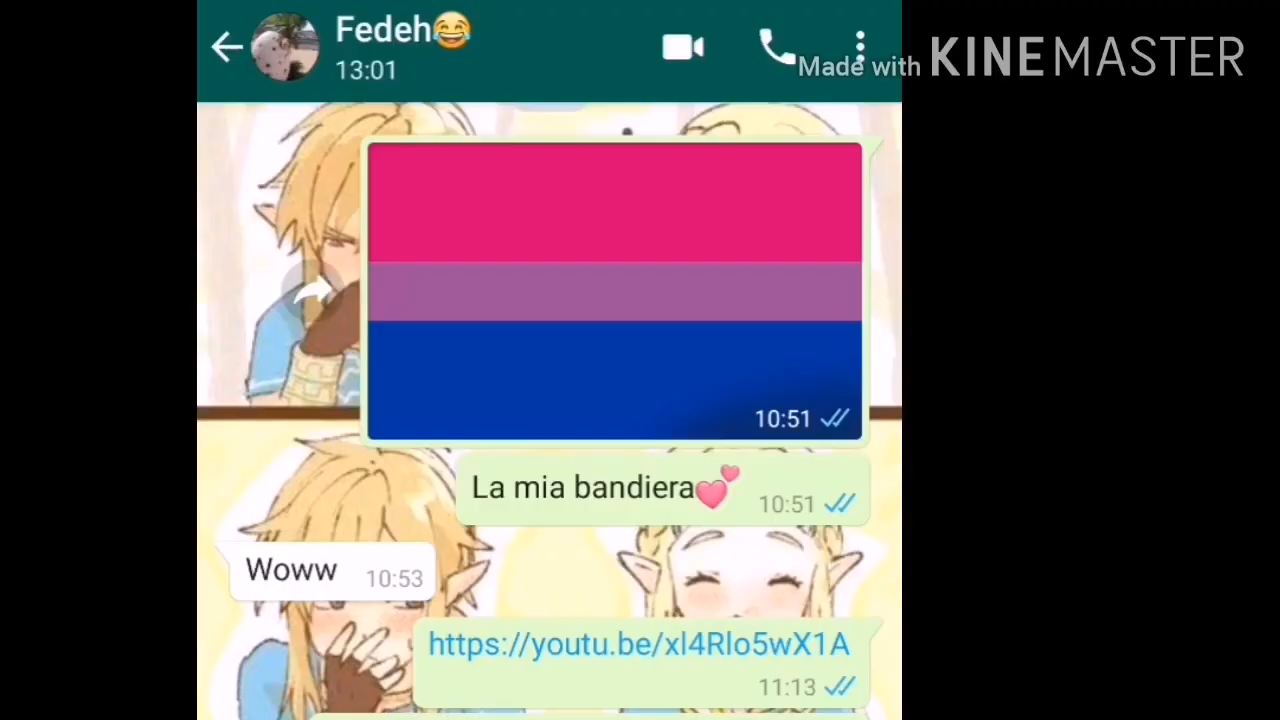 Fedeh😂
13:01
Made with KINEMASTER
10:51
La mia bandiera💕 10:51
Woww 10:53
https://youtu.be/xl4Rlo5wX1A
11:13